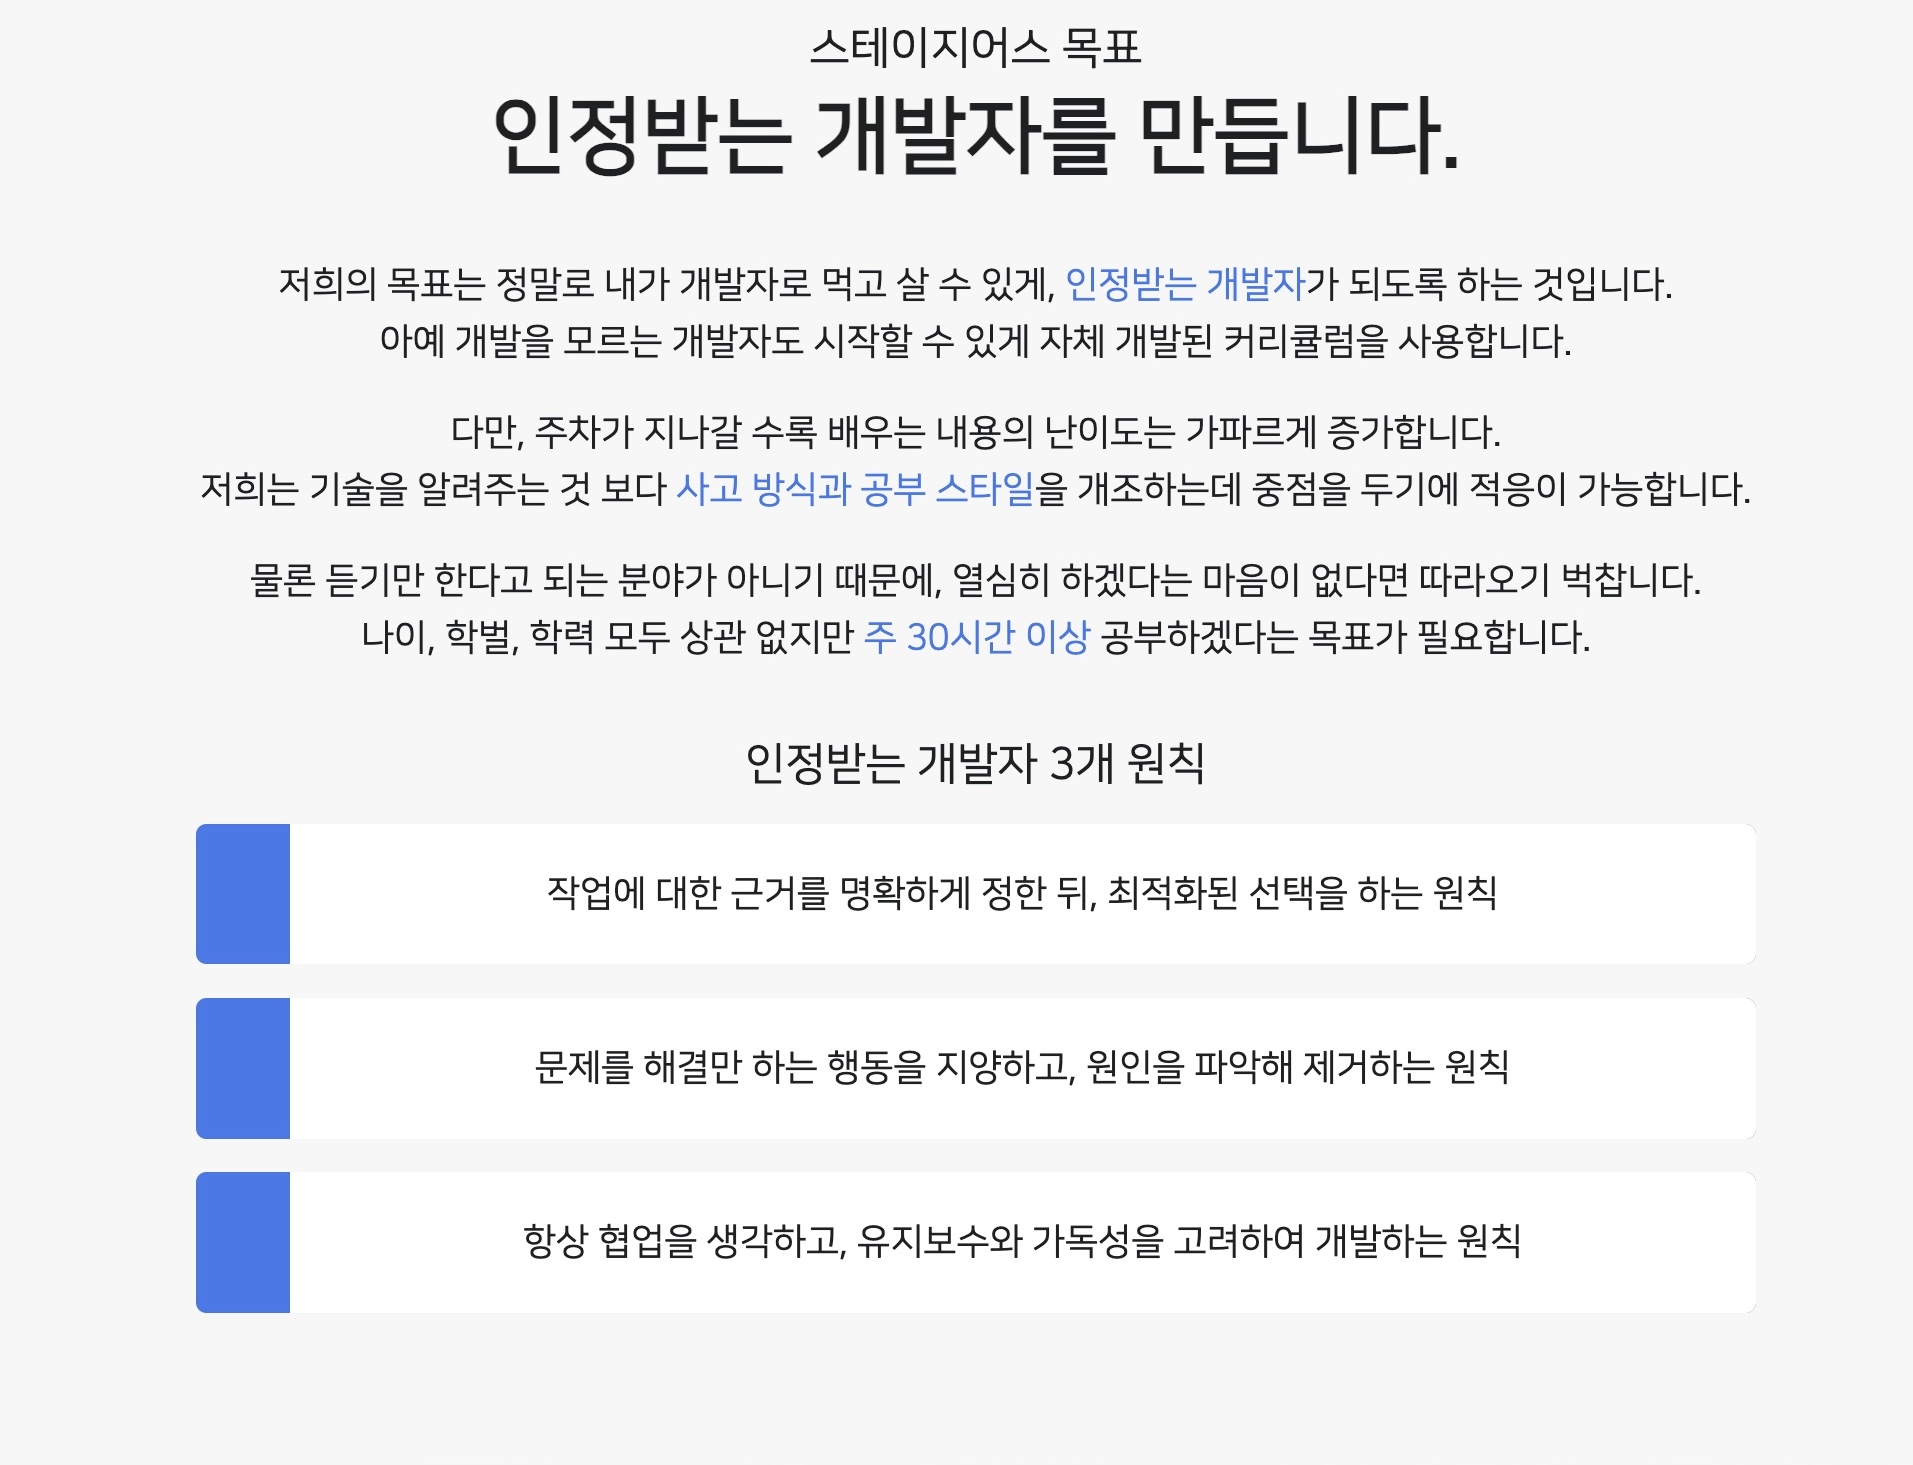 스테이지어스 목표
인정받는 개발자를 만듭니다.
저희의 목표는 정말로 내가 개발자로 먹고 살 수 있게, 인정받는 개발자가 되도록 하는 것입니다.
아예 개발을 모르는 개발자도 시작할 수 있게 자체 개발된 커리큘럼을 사용합니다.
다만, 주차가 지나갈 수록 배우는 내용의 난이도는 가파르게 증가합니다.
저희는 기술을 알려주는 것 보다 사고 방식과 공부 스타일을 개조하는데 중점을 두기에 적응이 가능합니다.
물론 듣기만 한다고 되는 분야가 아니기 때문에, 열심히 하겠다는 마음이 없다면 따라오기 벅찹니다.
나이, 학벌, 학력 모두 상관 없지만 주 30시간 이상 공부하겠다는 목표가 필요합니다.
인정받는 개발자 3개 원칙
작업에 대한 근거를 명확하게 정한 뒤, 최적화된 선택을 하는 원칙
문제를 해결만 하는 행동을 지양하고, 원인을 파악해 제거하는 원칙
항상 협업을 생각하고, 유지보수와 가독성을 고려하여 개발하는 원칙